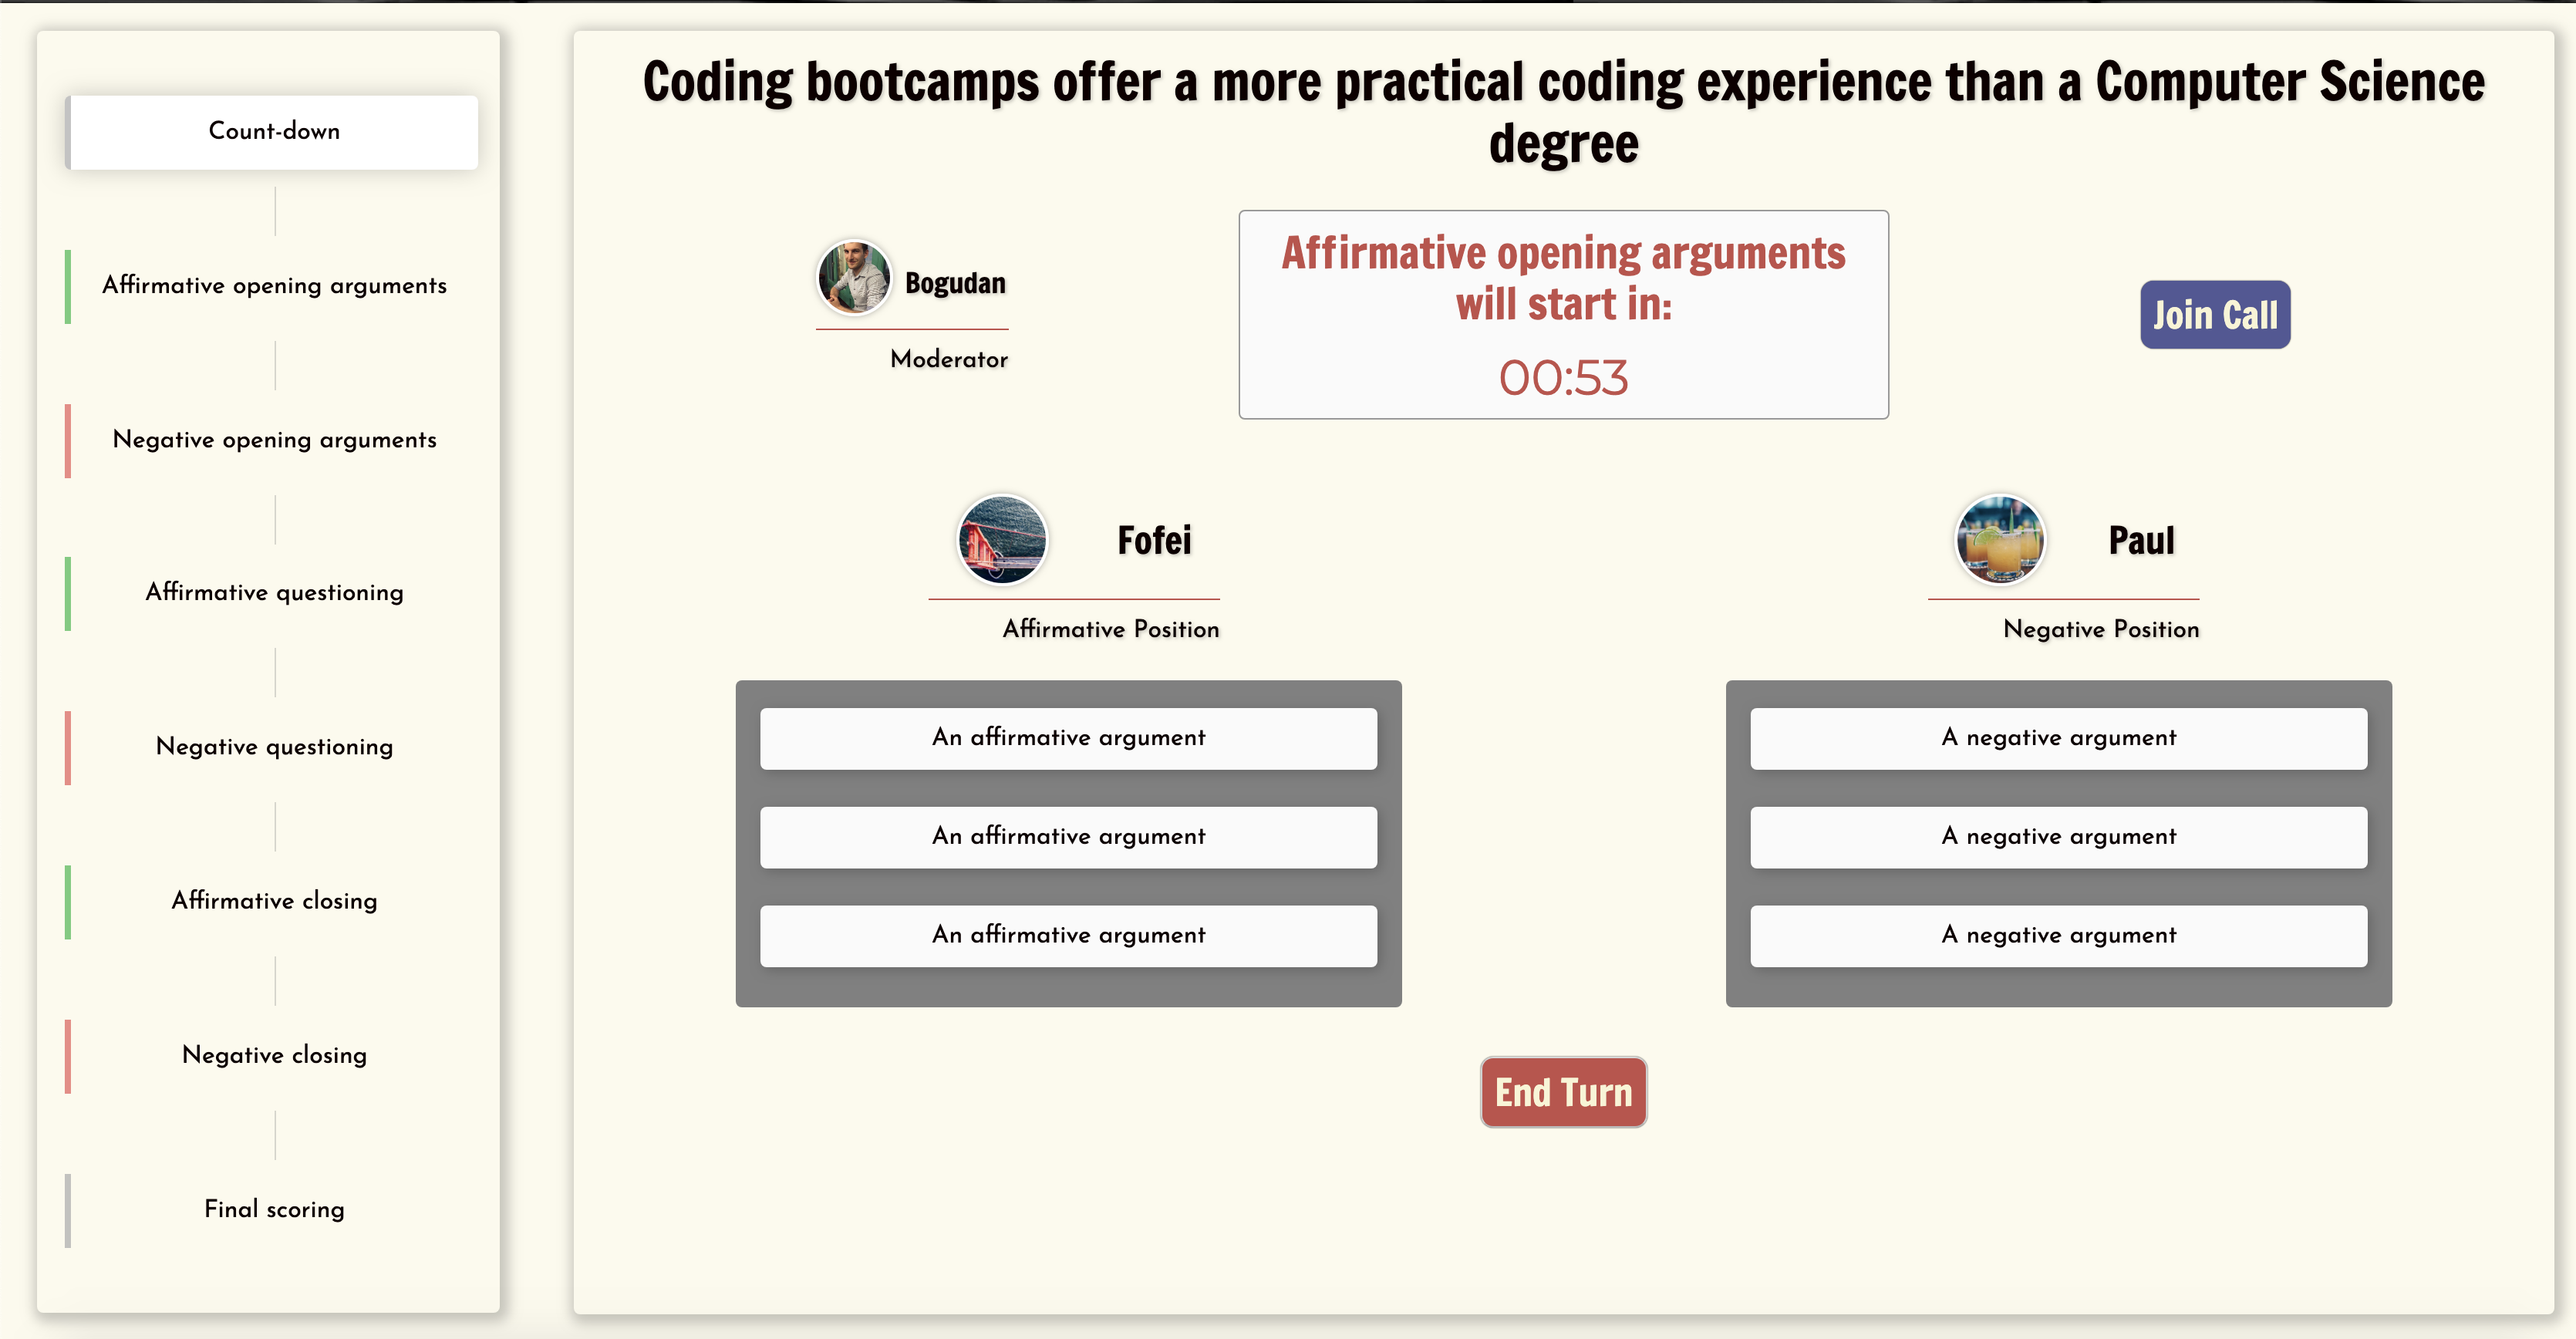 Count-down
Affirmative opening arguments
Negative opening arguments
Affirmative questioning
Negative questioning
Affirmative closing
Negative closing
Final scoring
Coding bootcamps offer a more practical coding experience than a Computer Science
degree
Bogudan
Moderator
Affirmative opening arguments
will start in:
00:53
Join Call
Fofei
Affirmative Position
An affirmative argument
An affirmative argument
An affirmative argument
Paul
Negative Position
A negative argument
A negative argument
A negative argument
End Turn